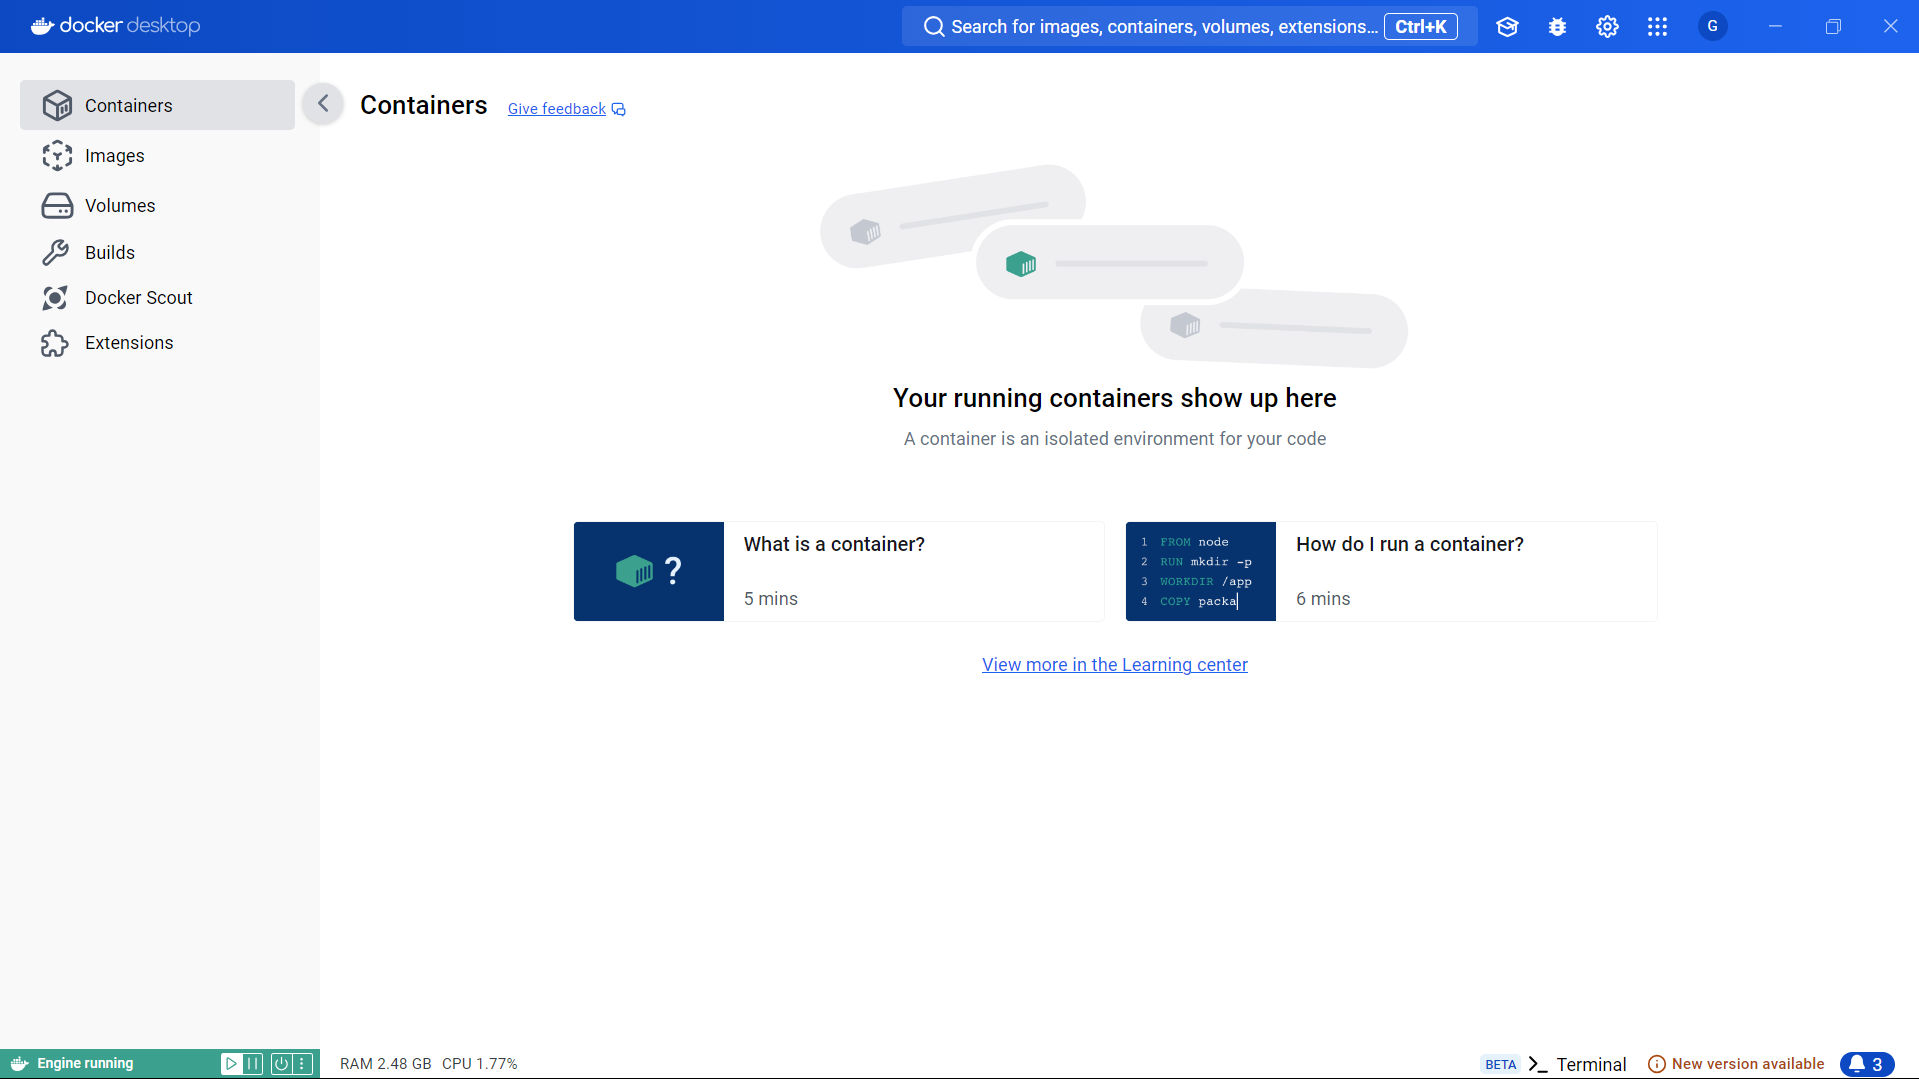 docker desktop
Search for images, containers, volumes, extensions... Ctrl+K
G
Containers
Images
Volumes
Builds
Docker Scout
Extensions
Containers
Give feedback
Your running containers show up here
A container is an isolated environment for your code
?
What is a container?
5 mins
1 FROM node
2 RUN mkdir -p
3 WORKDIR /app
4 COPY packa
How do I run a container?
6 mins
View more in the Learning center
Engine running
RAM 2.48 GB CPU 1.77%
BETA
Terminal
New version available
3